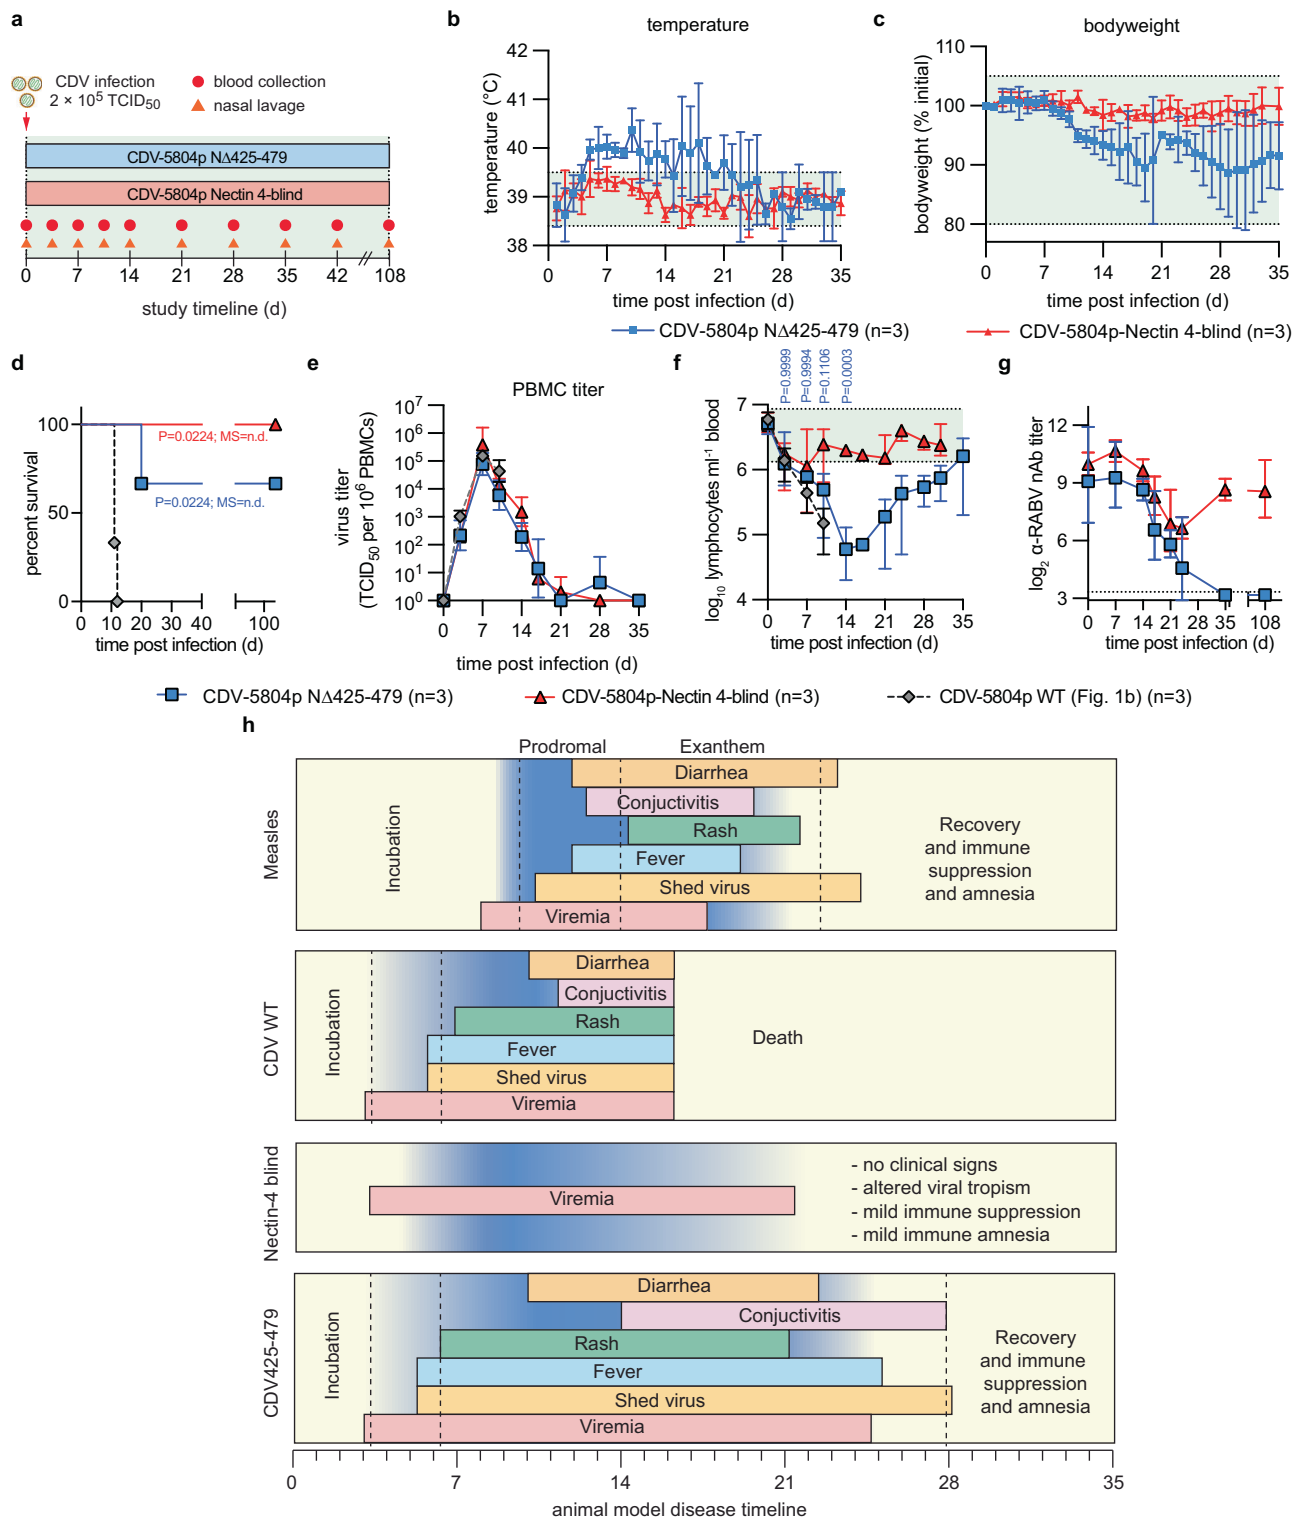 a
CDV infection
2 × 10⁵ TCID₅₀
blood collection
nasal lavage
CDV-5804p NΔ425-479
CDV-5804p Nectin 4-blind
0 7 14 21 28 35 42 108
study timeline (d)
b
temperature
temperature (°C)
42
41
40
39
38
0 7 14 21 28 35
time post infection (d)
c
bodyweight
bodyweight (% initial)
110
100
90
80
0 7 14 21 28 35
time post infection (d)
CDV-5804p NΔ425-479 (n=3)
CDV-5804p-Nectin 4-blind (n=3)
d
percent survival
100
50
0
P=0.0224; MS=n.d.
P=0.0224; MS=n.d.
0 10 20 30 40 100
time post infection (d)
e
PBMC titer
virus titer
(TCID₅₀ per 10⁶ PBMCs)
10⁷
10⁶
10⁵
10⁴
10³
10²
10¹
10⁰
0 7 14 21 28 35
time post infection (d)
f
P=0.9999
P=0.9994
P=0.1106
P=0.0003
log₁₀ lymphocytes ml⁻¹ blood
7
6
5
4
0 7 14 21 28 35
time post infection (d)
g
log₂ α-RABV nAb titer
12
9
6
3
0 7 14 21 28 35 108
time post infection (d)
CDV-5804p NΔ425-479 (n=3)
CDV-5804p-Nectin 4-blind (n=3)
CDV-5804p WT (Fig. 1b) (n=3)
h
Prodromal
Exanthem
Measles
Incubation
Diarrhea
Conjuctivitis
Rash
Fever
Shed virus
Viremia
Recovery
and immune
suppression
and amnesia
CDV WT
Incubation
Diarrhea
Conjuctivitis
Rash
Fever
Shed virus
Viremia
Death
Nectin-4 blind
Viremia
- no clinical signs
- altered viral tropism
- mild immune suppression
- mild immune amnesia
CDV425-479
Incubation
Diarrhea
Conjuctivitis
Rash
Fever
Shed virus
Viremia
Recovery
and immune
suppression
and amnesia
0 7 14 21 28 35
animal model disease timeline